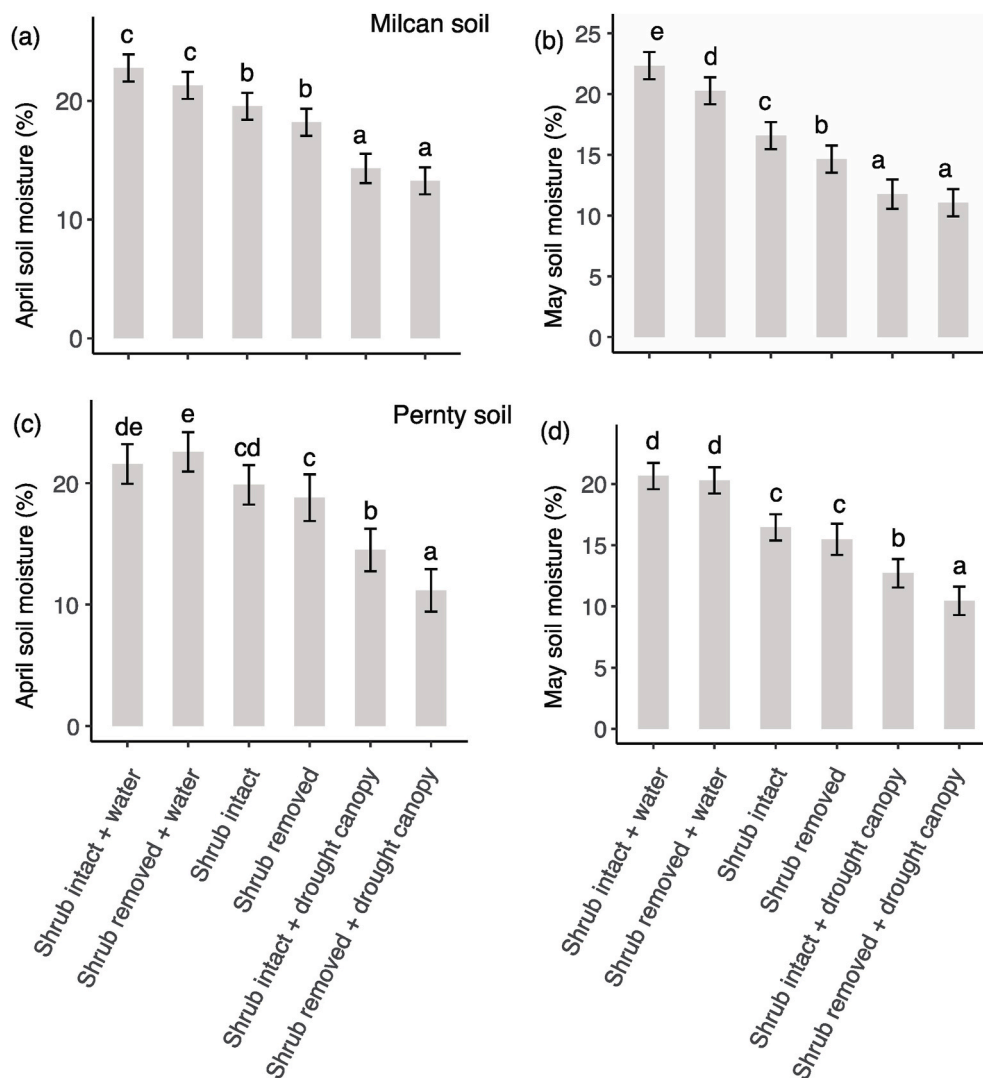 (a)
Milcan soil
April soil moisture (%)
20
10
0
c
c
b
b
a
a
(b)
May soil moisture (%)
25
20
15
10
5
0
e
d
c
b
a
a
(c)
Pernty soil
April soil moisture (%)
20
10
0
de
e
cd
c
b
a
Shrub intact + water
Shrub removed + water
Shrub intact
Shrub removed
Shrub intact + drought canopy
Shrub removed + drought canopy
(d)
May soil moisture (%)
20
15
10
5
0
d
d
c
c
b
a
Shrub intact + water
Shrub removed + water
Shrub intact
Shrub removed
Shrub intact + drought canopy
Shrub removed + drought canopy